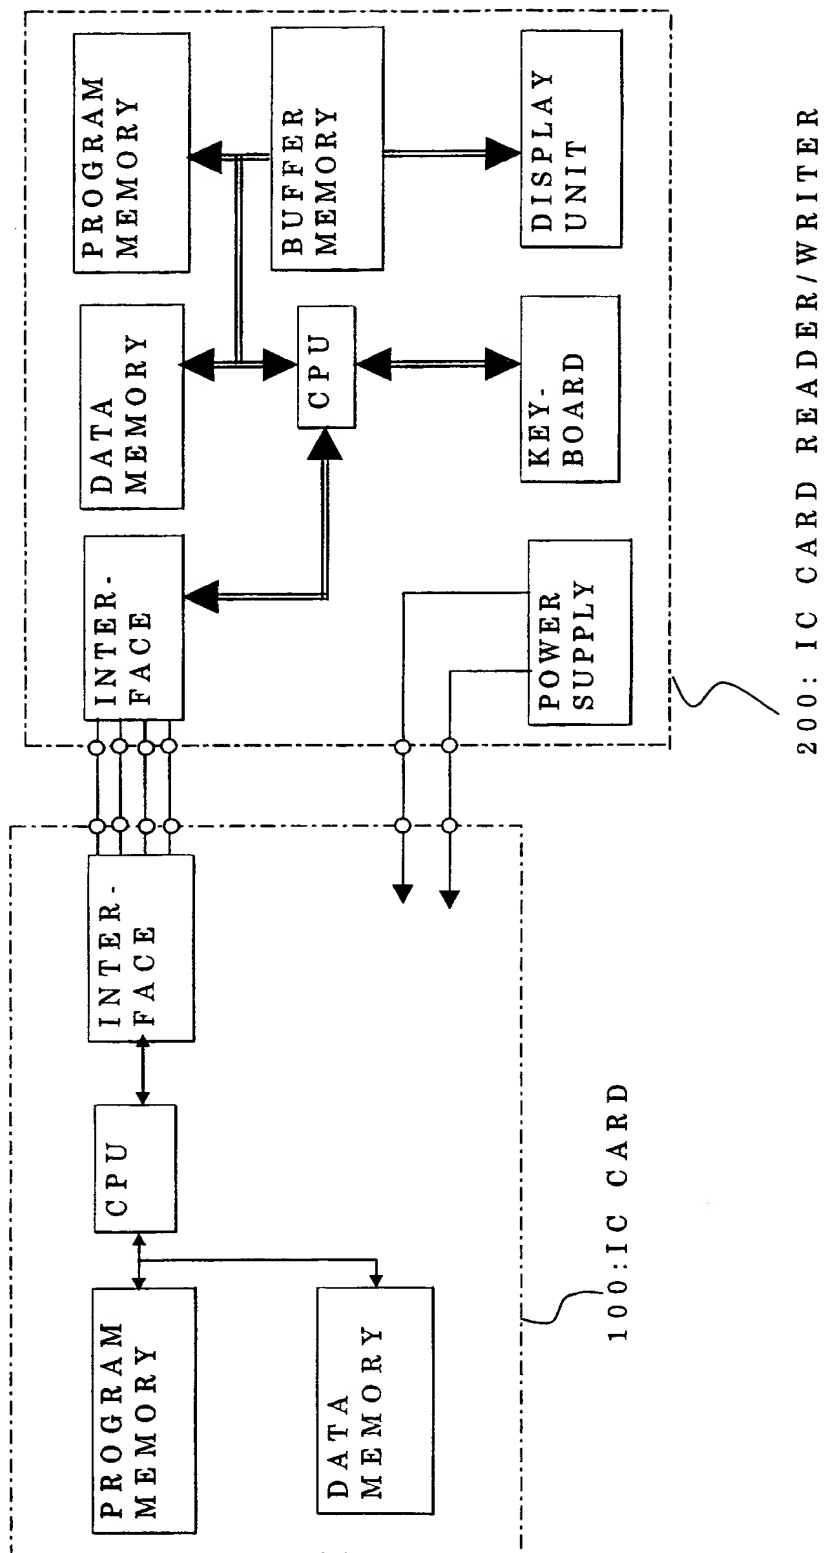 PROGRAM
MEMORY
DATA
MEMORY
CPU
INTER-
FACE
100:IC CARD
INTER-
FACE
DATA
MEMORY
PROGRAM
MEMORY
CPU
BUFFER
MEMORY
POWER
SUPPLY
KEY-
BOARD
DISPLAY
UNIT
200: IC CARD READER/WRITER